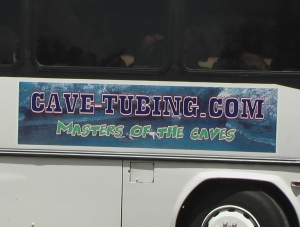 CAVE-TUBING.COM
MASTERS OF THE CAVES